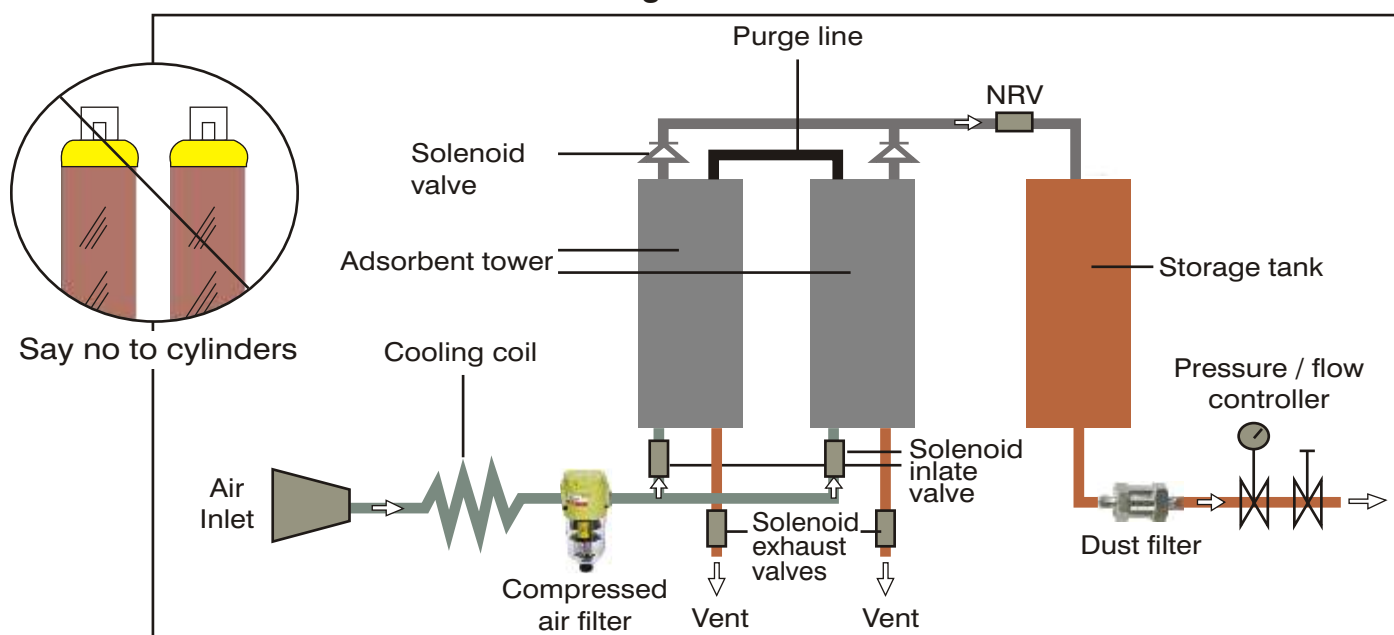 Purge line
NRV
Solenoid
valve
Adsorbent tower
Storage tank
Say no to cylinders
Cooling coil
Pressure / flow
controller
Solenoid
inlate
valve
Air
Inlet
Solenoid
exhaust
valves
Dust filter
Compressed
air filter
Vent
Vent